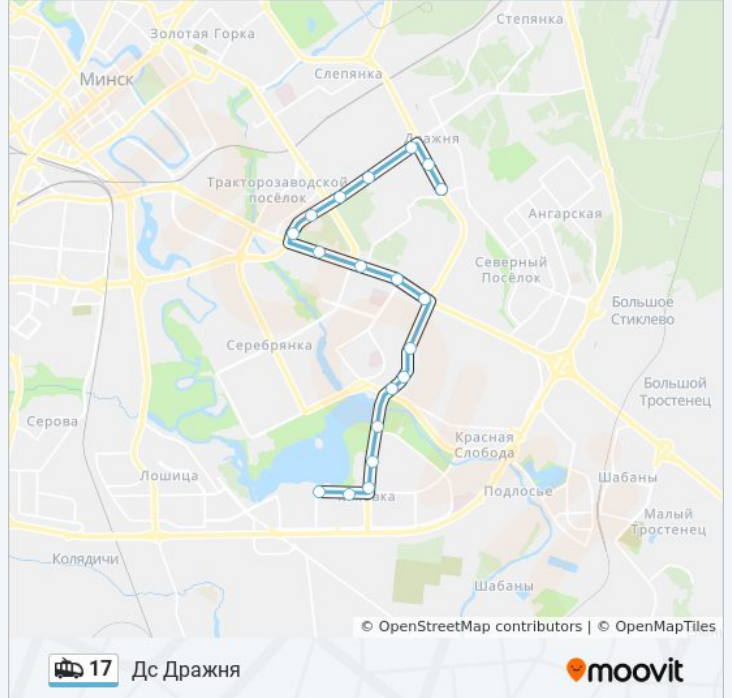 Степянка
Золотая Горка
Слепянка
Минск
Дражня
Тракторозаводской
посёлок
Ангарская
Северный
Посёлок
Большое
Стиклево
Серебрянка
Большой
Тростенец
Серова
Красная
Слобода
Лошица
Подлосье
Шабаны
Малый
Тростенец
Колядичи
Шабаны
© OpenStreetMap contributors | © OpenMapTiles
17 Дс Дражня
moovit